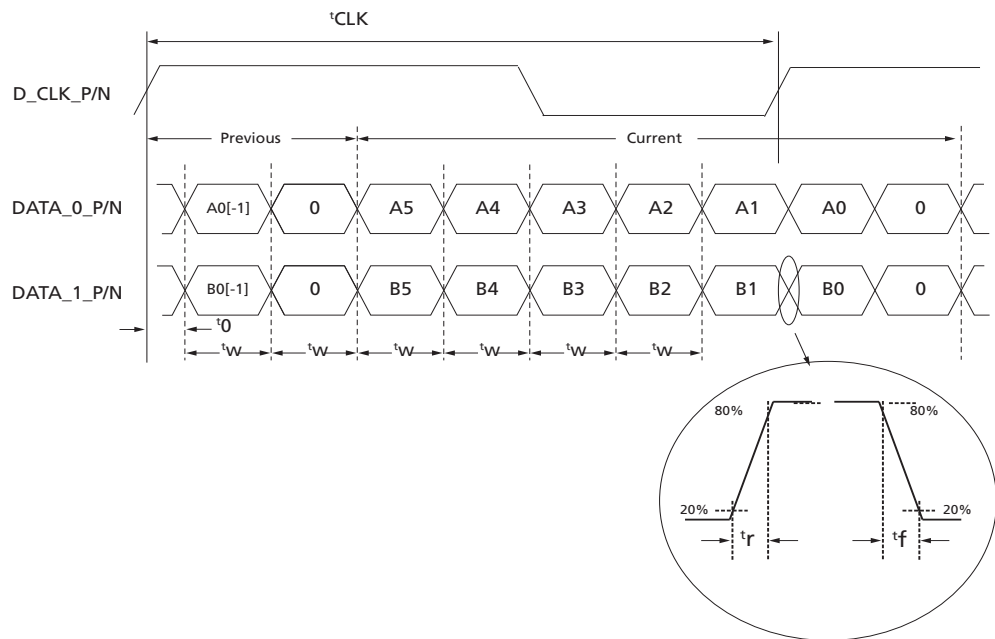 tCLK
D_CLK_P/N
Previous Current
DATA_0_P/N A0[-1] 0 A5 A4 A3 A2 A1 A0 0
DATA_1_P/N B0[-1] 0 B5 B4 B3 B2 B1 B0 0
t0
tW tW tW tW tW tW
80% 80%
20% 20%
tr tf